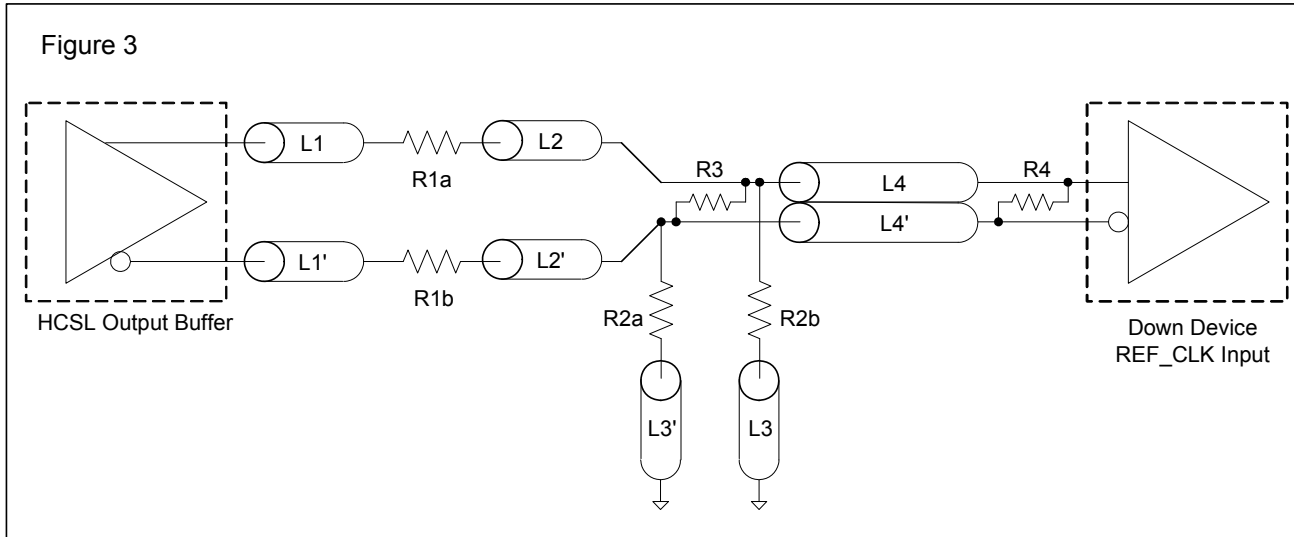 Figure 3
L1
R1a
L2
R3
L4
R4
L4'
L1'
R1b
L2'
HCSL Output Buffer
R2a
R2b
Down Device
REF_CLK Input
L3'
L3